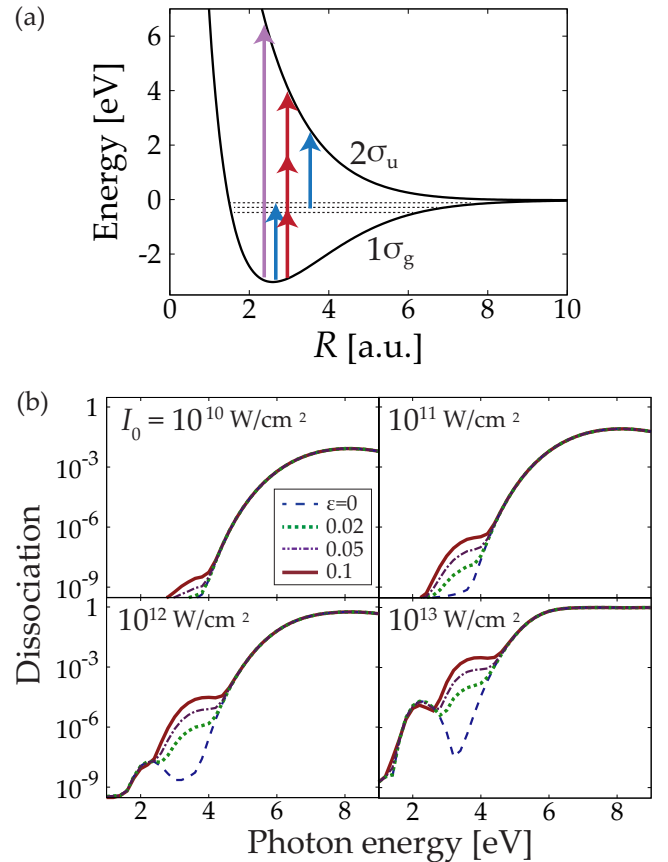 (a)
Energy [eV]
6
4
2
0
-2
2σu
1σg
0 2 4 6 8 10
R [a.u.]
(b)
Dissociation
I0 = 10^10 W/cm 2
10^11 W/cm 2
1
10^-3
10^-6
10^-9
ε=0
0.02
0.05
0.1
10^12 W/cm 2
10^13 W/cm 2
1
10^-3
10^-6
10^-9
2 4 6 8
2 4 6 8
Photon energy [eV]